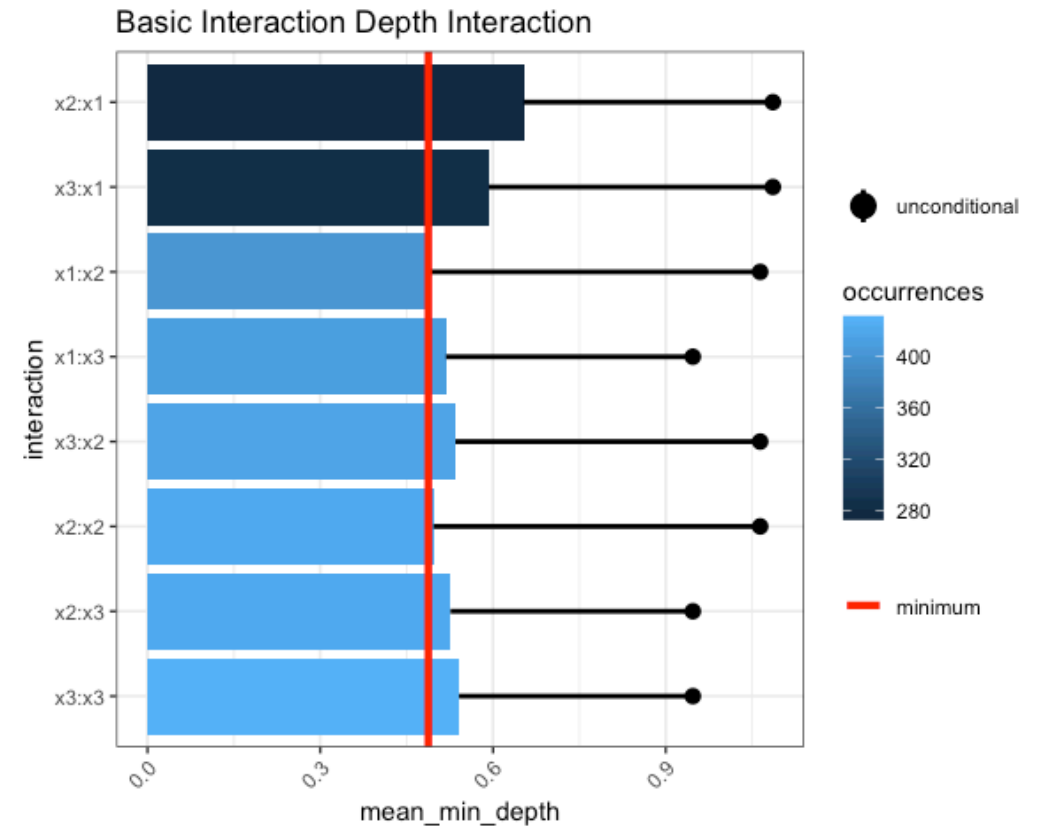 Basic Interaction Depth Interaction
interaction
x2:x1
x3:x1
x1:x2
x1:x3
x3:x2
x2:x2
x2:x3
x3:x3
0.0
0.3
0.6
0.9
mean_min_depth
unconditional
occurrences
400
360
320
280
minimum